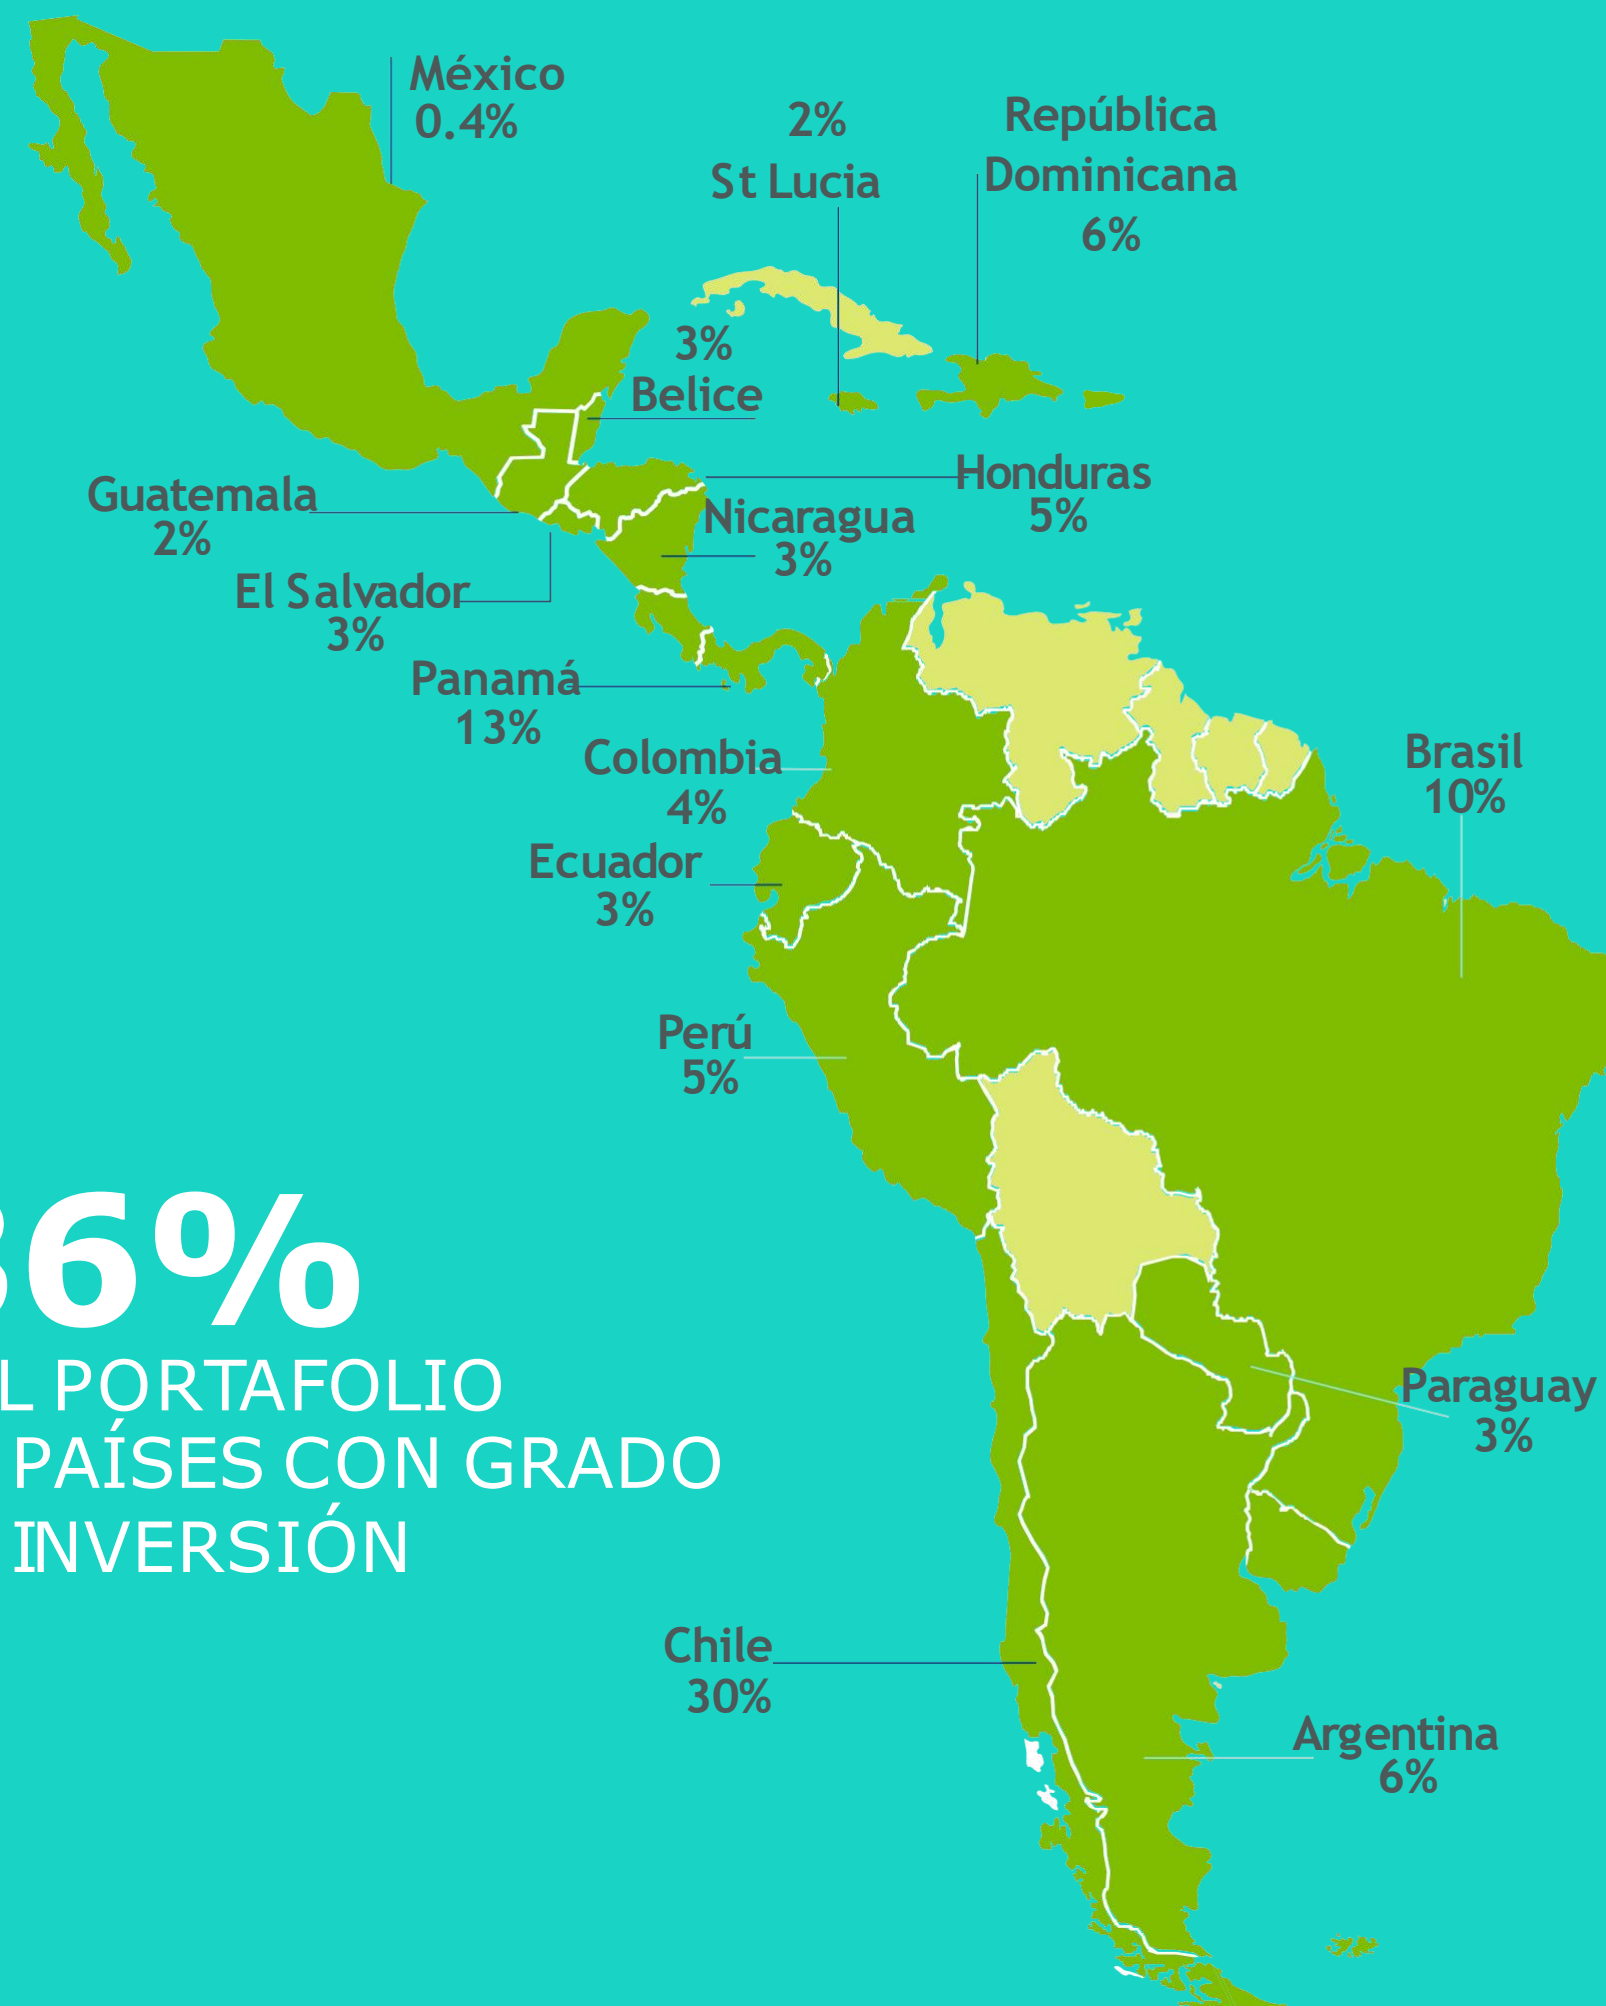 México
0.4%
2%
St Lucia
República
Dominicana
6%
3%
Belice
Honduras
5%
Guatemala
2%
Nicaragua
3%
El Salvador
3%
Panamá
13%
Colombia
4%
Brasil
10%
Ecuador
3%
Perú
5%
6%
L PORTAFOLIO
PAÍSES CON GRADO
INVERSIÓN
Paraguay
3%
Chile
30%
Argentina
6%